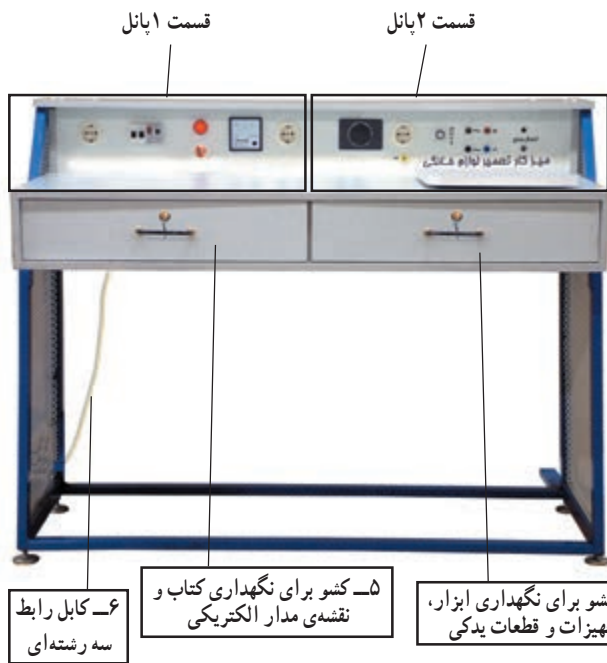 قسمت ۲ پانل
قسمت ۱ پانل
میز کار تعمیر لوازم خانگی
شو برای نگهداری ابزار،
هیزات و قطعات یدکی
۵ــ کشو برای نگهداری کتاب و
نقشه‌ی مدار الکتریکی
۶ــ کابل رابط
سه رشته‌ای